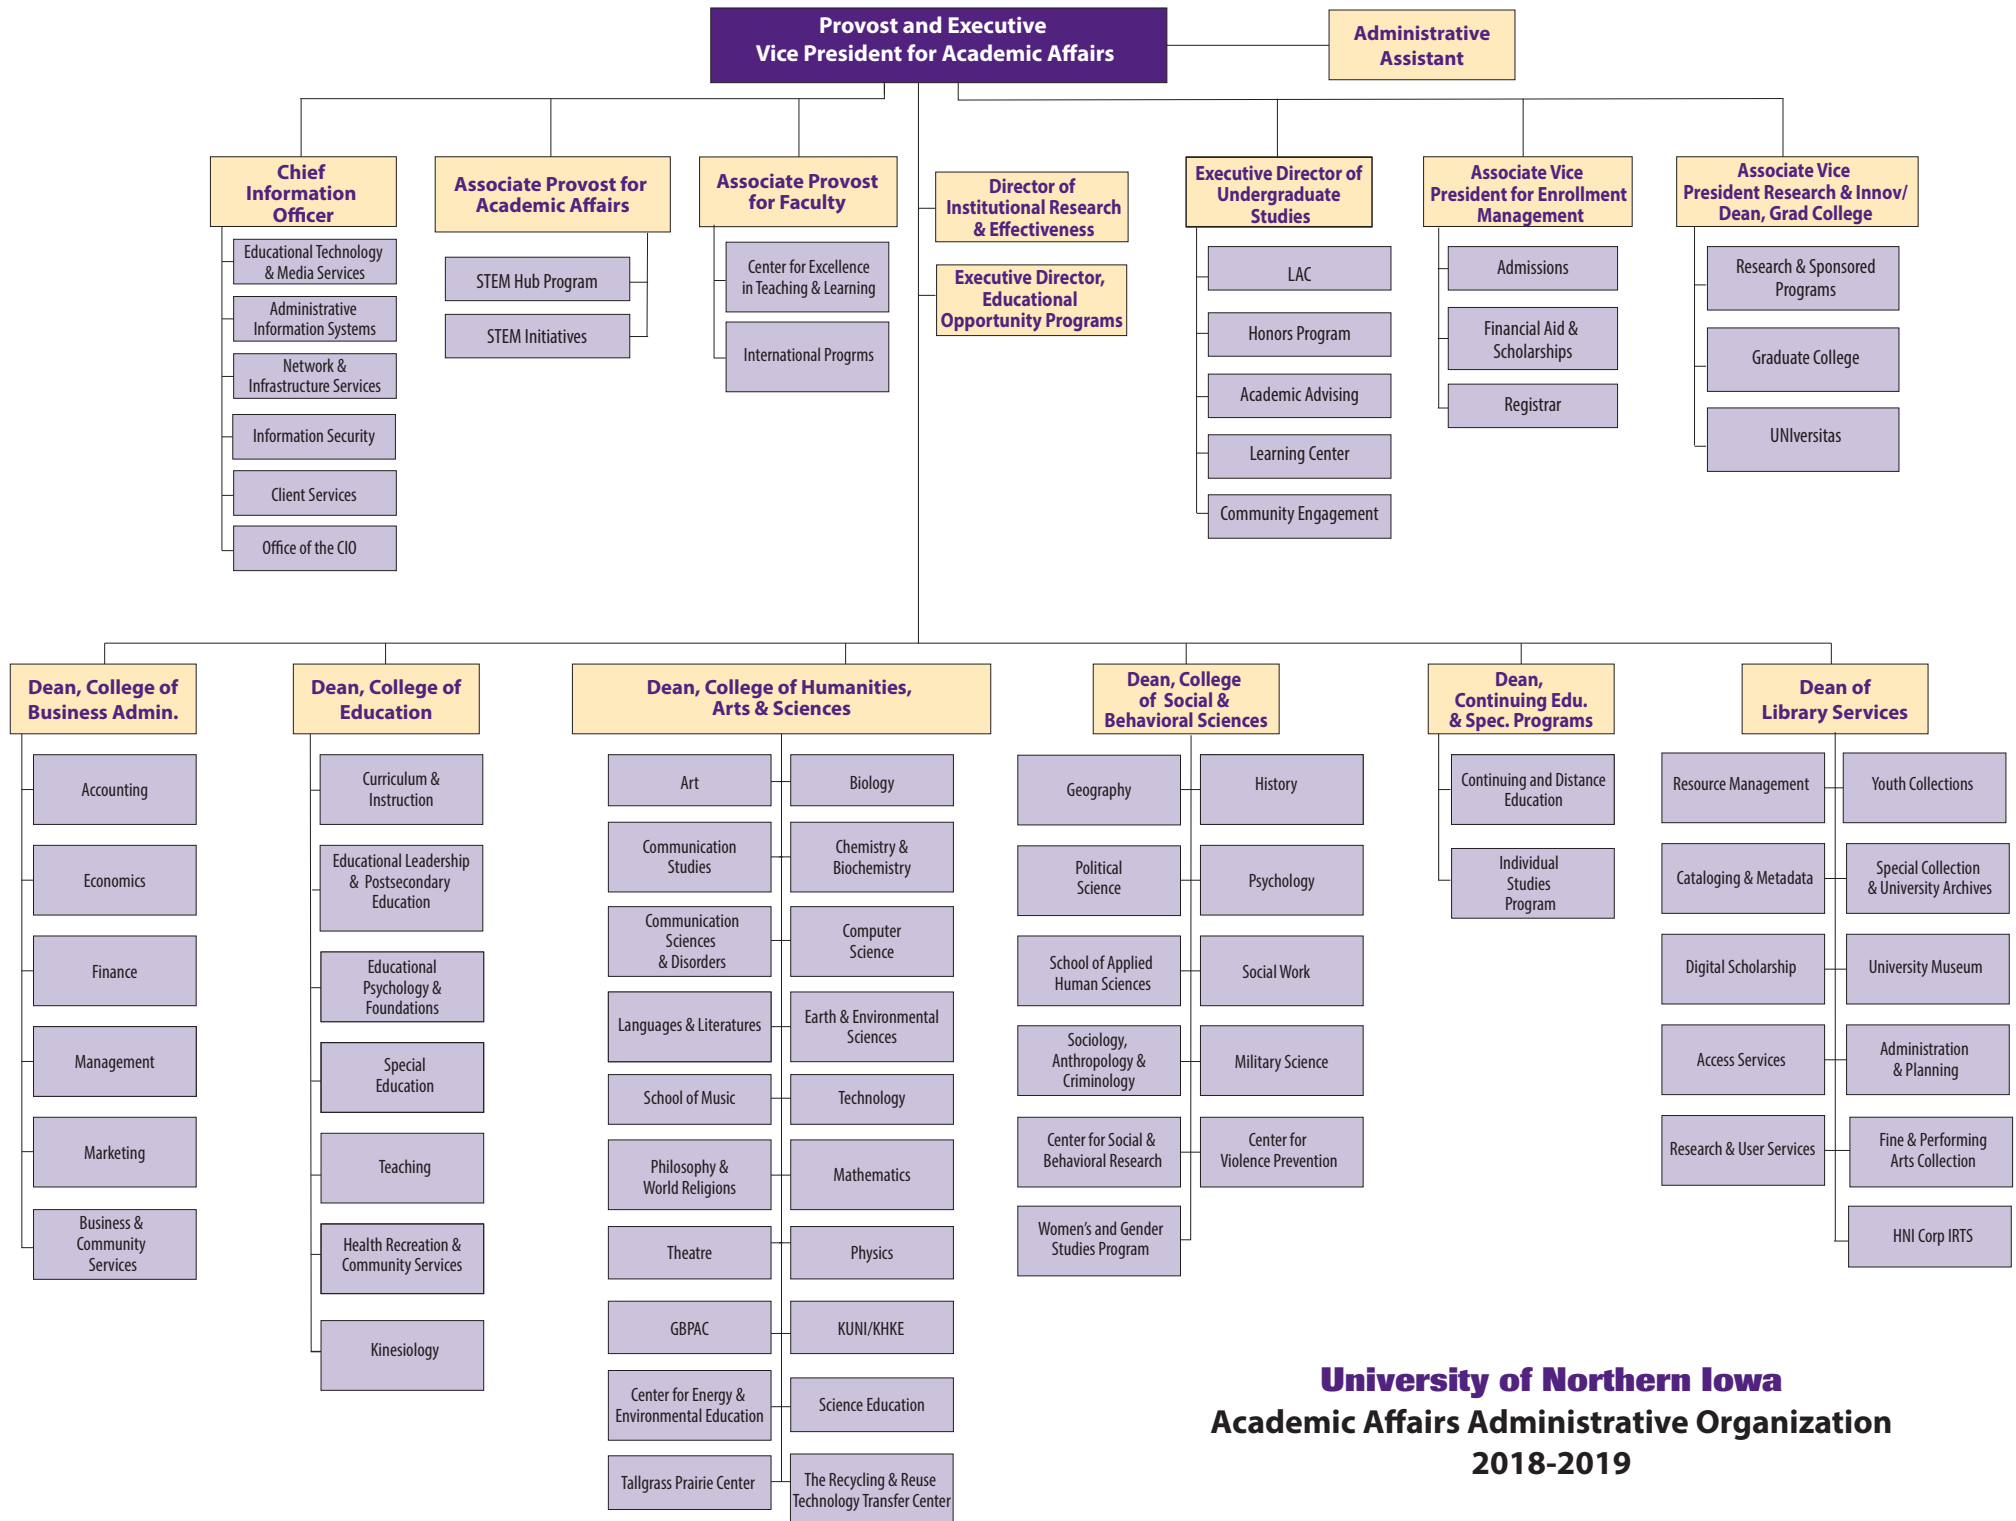 Provost and Executive
Vice President for Academic Affairs
Administrative
Assistant
Chief
Information
Officer
Educational Technology
& Media Services
Administrative
Information Systems
Network &
Infrastructure Services
Information Security
Client Services
Office of the CIO
Associate Provost for
Academic Affairs
STEM Hub Program
STEM Initiatives
Associate Provost
for Faculty
Center for Excellence
in Teaching & Learning
International Progrms
Director of
Institutional Research
& Effectiveness
Executive Director,
Educational
Opportunity Programs
Executive Director of
Undergraduate
Studies
LAC
Honors Program
Academic Advising
Learning Center
Community Engagement
Associate Vice
President for Enrollment
Management
Admissions
Financial Aid &
Scholarships
Registrar
Associate Vice
President Research & Innov/
Dean, Grad College
Research & Sponsored
Programs
Graduate College
UNIversitas
Dean, College of
Business Admin.
Accounting
Economics
Finance
Management
Marketing
Business &
Community
Services
Dean, College of
Education
Curriculum &
Instruction
Educational Leadership
& Postsecondary
Education
Educational
Psychology &
Foundations
Special
Education
Teaching
Health Recreation &
Community Services
Kinesiology
Dean, College of Humanities,
Arts & Sciences
Art
Biology
Communication
Studies
Chemistry &
Biochemistry
Communication
Sciences
& Disorders
Computer
Science
Languages & Literatures
Earth & Environmental
Sciences
School of Music
Technology
Philosophy &
World Religions
Mathematics
Theatre
Physics
GBPAC
KUNI/KHKE
Center for Energy &
Environmental Education
Science Education
Tallgrass Prairie Center
The Recycling & Reuse
Technology Transfer Center
Dean, College
of Social &
Behavioral Sciences
Geography
History
Political
Science
Psychology
School of Applied
Human Sciences
Social Work
Sociology,
Anthropology &
Criminology
Military Science
Center for Social &
Behavioral Research
Center for
Violence Prevention
Women's and Gender
Studies Program
Dean,
Continuing Edu.
& Spec. Programs
Continuing and Distance
Education
Individual
Studies
Program
Dean of
Library Services
Resource Management
Youth Collections
Cataloging & Metadata
Special Collection
& University Archives
Digital Scholarship
University Museum
Access Services
Administration
& Planning
Research & User Services
Fine & Performing
Arts Collection
HNI Corp IRTS
University of Northern Iowa
Academic Affairs Administrative Organization
2018-2019